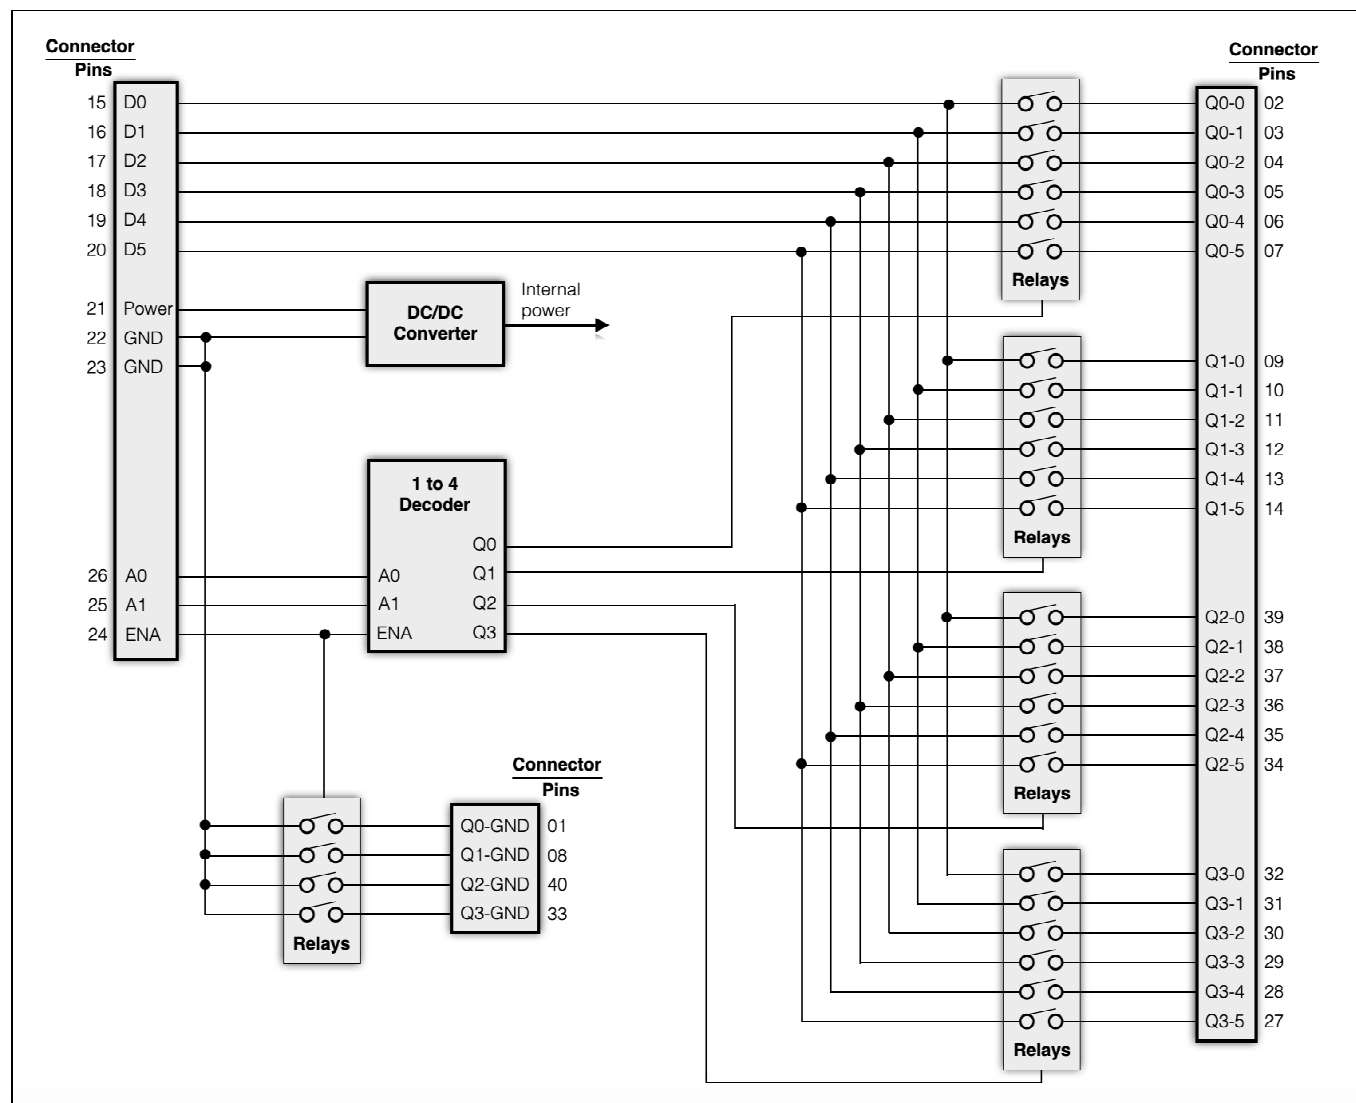 Connector
Pins
15 D0
16 D1
17 D2
18 D3
19 D4
20 D5
21 Power
22 GND
23 GND
26 A0
25 A1
24 ENA
DC/DC
Converter
Internal
power
1 to 4
Decoder
Q0
A0 Q1
A1 Q2
ENA Q3
Connector
Pins
Q0-GND 01
Q1-GND 08
Q2-GND 40
Q3-GND 33
Relays
Relays
Relays
Relays
Relays
Connector
Pins
Q0-0 02
Q0-1 03
Q0-2 04
Q0-3 05
Q0-4 06
Q0-5 07
Q1-0 09
Q1-1 10
Q1-2 11
Q1-3 12
Q1-4 13
Q1-5 14
Q2-0 39
Q2-1 38
Q2-2 37
Q2-3 36
Q2-4 35
Q2-5 34
Q3-0 32
Q3-1 31
Q3-2 30
Q3-3 29
Q3-4 28
Q3-5 27